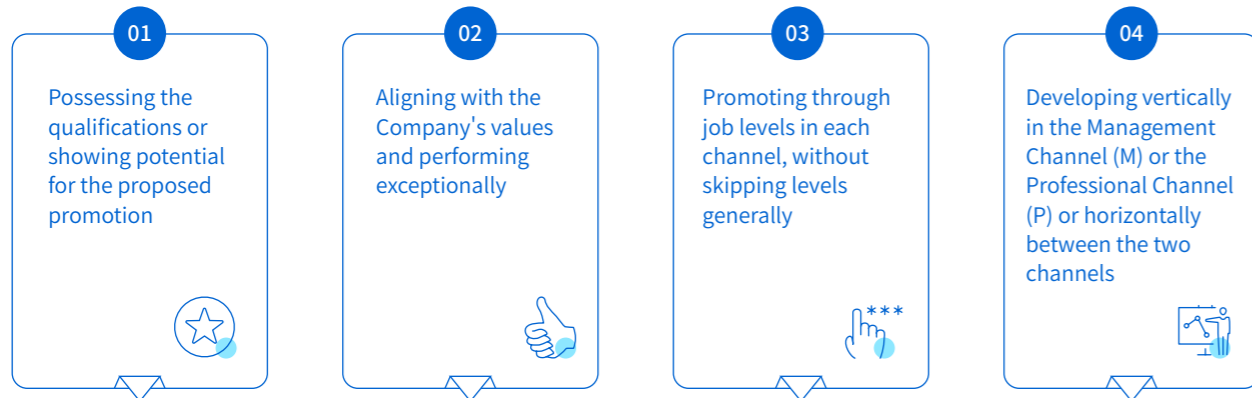 01
Possessing the
qualifications or
showing potential
for the proposed
promotion
02
Aligning with the
Company's values
and performing
exceptionally
03
Promoting through
job levels in each
channel, without
skipping levels
generally
***
04
Developing vertically
in the Management
Channel (M) or the
Professional Channel
(P) or horizontally
between the two
channels